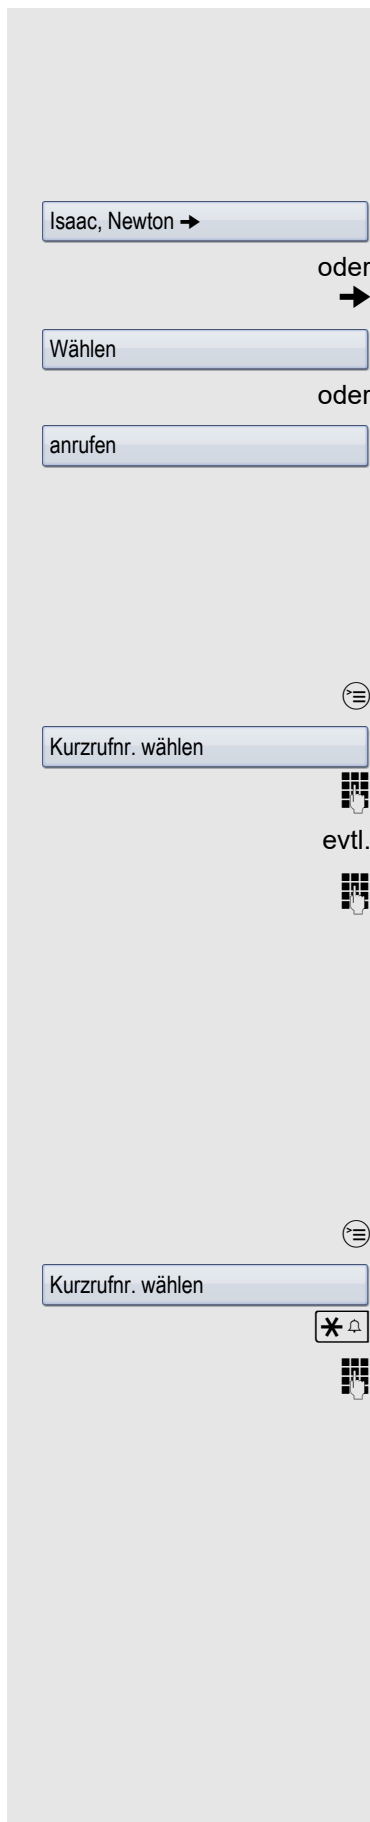 Isaac, Newton →
oder
→
Wählen
oder
anrufen
Kurzrufnr. wählen
evtl.
Kurzrufnr. wählen
*